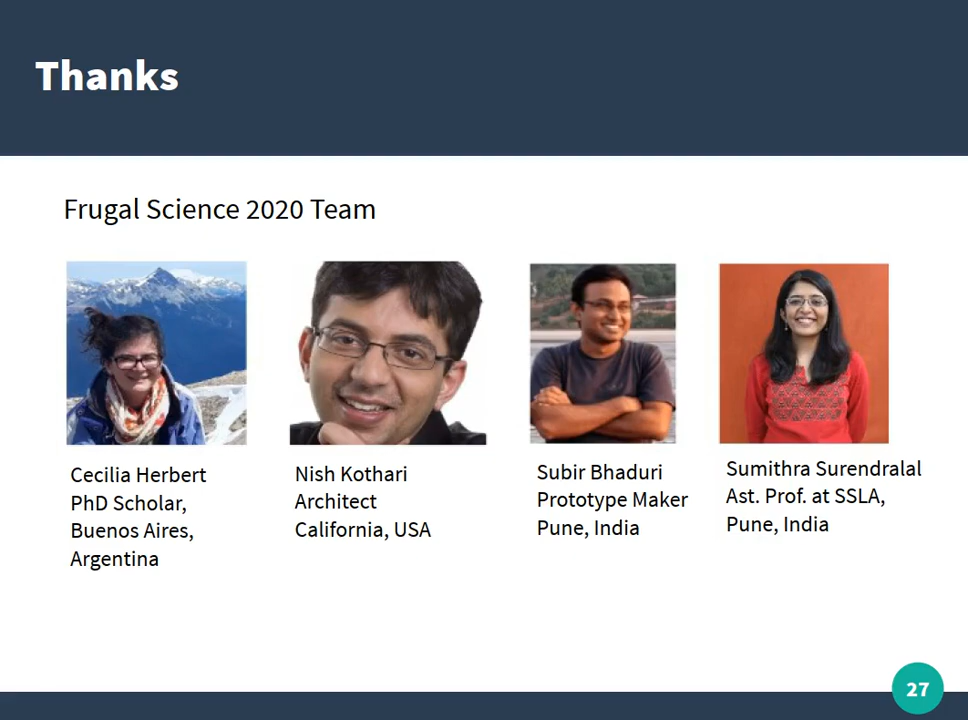 Thanks
Frugal Science 2020 Team
Cecilia Herbert
PhD Scholar,
Buenos Aires,
Argentina
Nish Kothari
Architect
California, USA
Subir Bhaduri
Prototype Maker
Pune, India
Sumithra Surendralal
Ast. Prof. at SSLA,
Pune, India
27